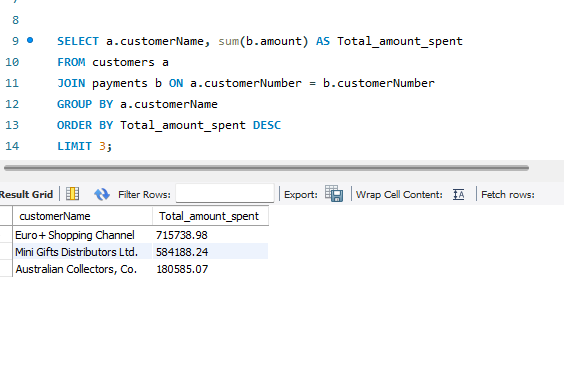 8
9 SELECT a.customerName, sum(b.amount) AS Total_amount_spent
10 FROM customers a
11 JOIN payments b ON a.customerNumber = b.customerNumber
12 GROUP BY a.customerName
13 ORDER BY Total_amount_spent DESC
14 LIMIT 3;
Result Grid Filter Rows: Export: Wrap Cell Content: IA Fetch rows:
customerName Total_amount_spent
Euro+ Shopping Channel 715738.98
Mini Gifts Distributors Ltd. 584188.24
Australian Collectors, Co. 180585.07